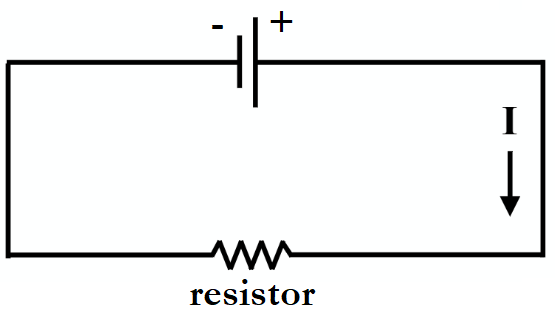 - +
I
resistor